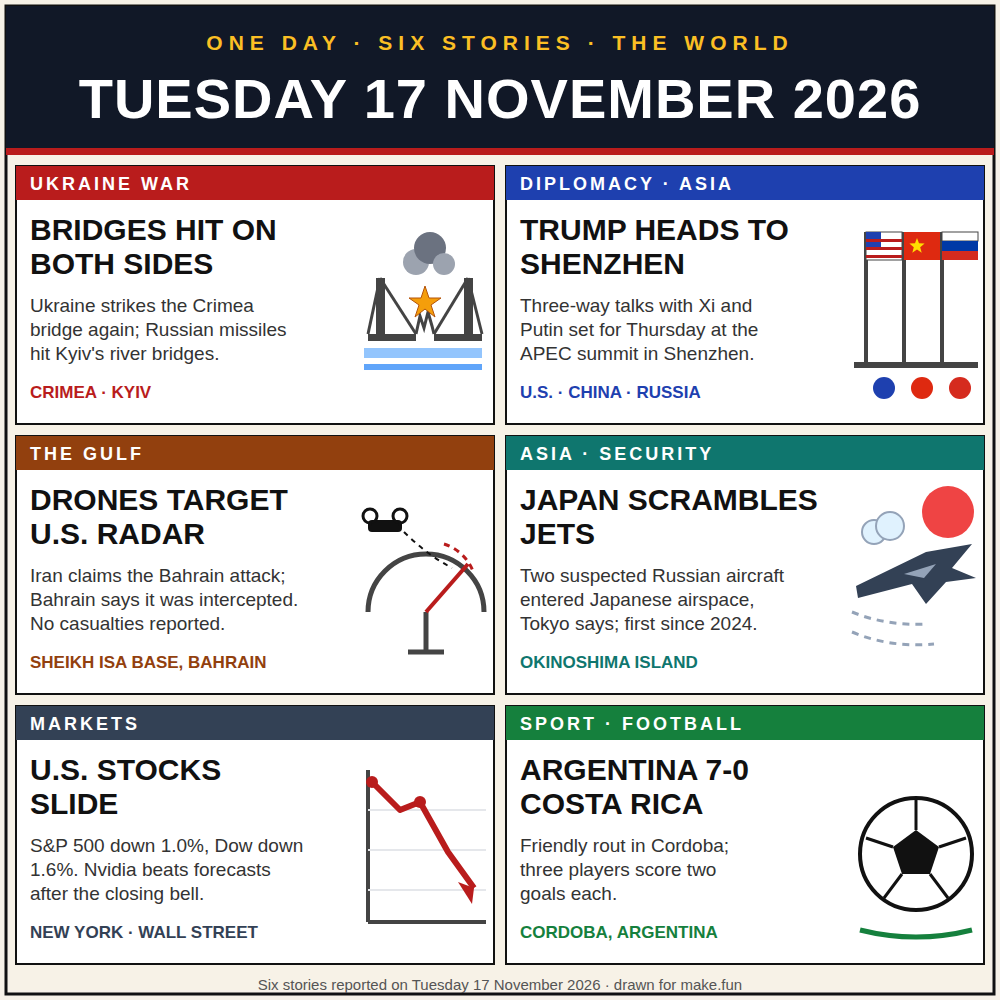 ONE DAY · SIX STORIES · THE WORLD
TUESDAY 17 NOVEMBER 2026
UKRAINE WAR
BRIDGES HIT ON
BOTH SIDES
Ukraine strikes the Crimea
bridge again; Russian missiles
hit Kyiv's river bridges.
CRIMEA · KYIV
DIPLOMACY · ASIA
TRUMP HEADS TO
SHENZHEN
Three-way talks with Xi and
Putin set for Thursday at the
APEC summit in Shenzhen.
U.S. · CHINA · RUSSIA
THE GULF
DRONES TARGET
U.S. RADAR
Iran claims the Bahrain attack;
Bahrain says it was intercepted.
No casualties reported.
SHEIKH ISA BASE, BAHRAIN
ASIA · SECURITY
JAPAN SCRAMBLES
JETS
Two suspected Russian aircraft
entered Japanese airspace,
Tokyo says; first since 2024.
OKINOSHIMA ISLAND
MARKETS
U.S. STOCKS
SLIDE
S&P 500 down 1.0%, Dow down
1.6%. Nvidia beats forecasts
after the closing bell.
NEW YORK · WALL STREET
SPORT · FOOTBALL
ARGENTINA 7-0
COSTA RICA
Friendly rout in Cordoba;
three players score two
goals each.
CORDOBA, ARGENTINA
Six stories reported on Tuesday 17 November 2026 · drawn for make.fun